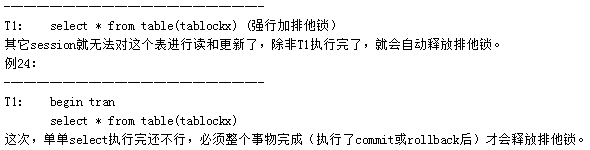 ----------------------------------------
T1:    select * from table(tablockx) (强行加排他锁)
其它session就无法对这个表进行读和更新了，除非T1执行完了，就会自动释放排他锁。
例24：
----------------------------------------
T1:    begin tran
       select * from table(tablockx)
这次，单单select执行完还不行，必须整个事物完成（执行了commit或rollback后）才会释放排他锁。